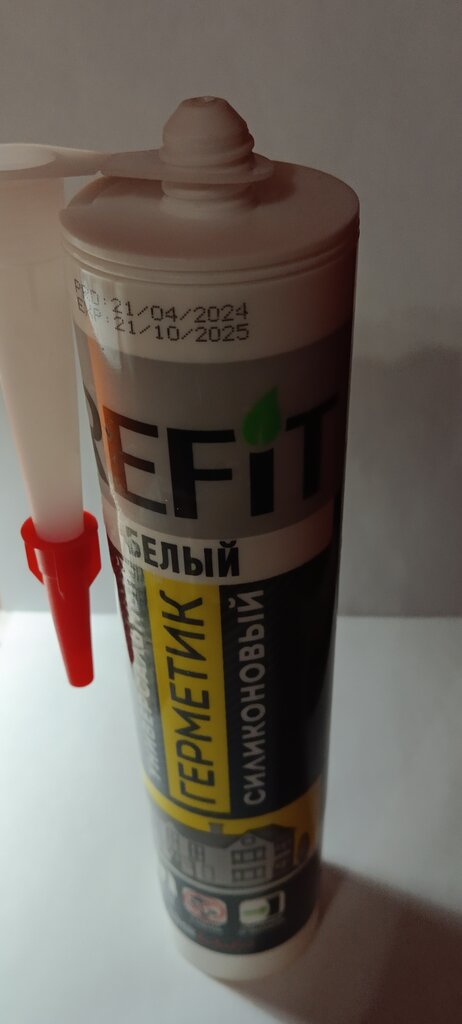 PRD:21/04/2024
EXP:21/10/2025
REFiT
БЕЛЫЙ
ГЕРМЕТИК
СИЛИКОНОВЫЙ